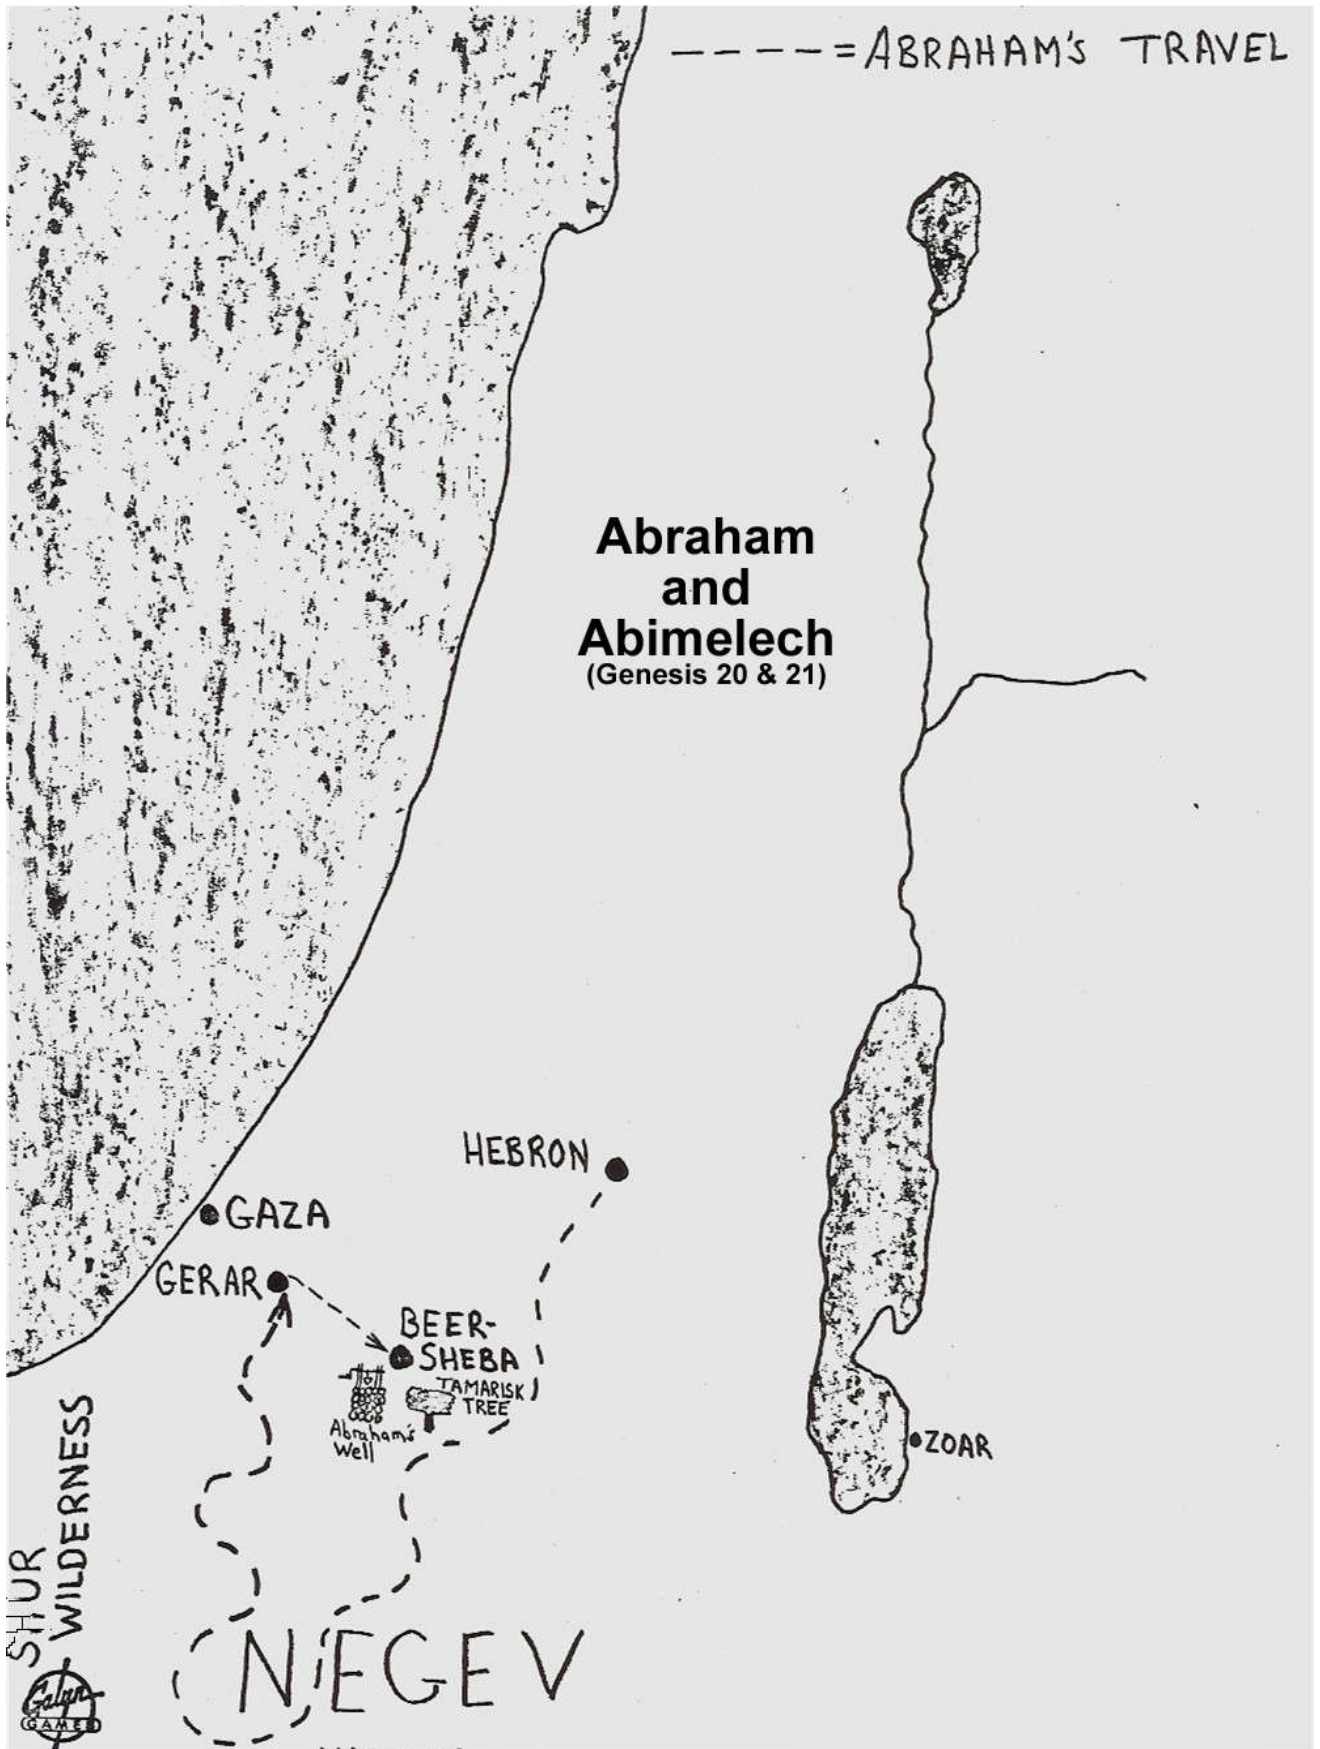 ----=ABRAHAM'S TRAVEL
Abraham
and
Abimelech
(Genesis 20 & 21)
HEBRON
GAZA
GERAR
BEER-
SHEBA
TAMARISK
TREE
Abraham's
Well
ZOAR
SHUR
WILDERNESS
NEGEV
Galyn
GAMES